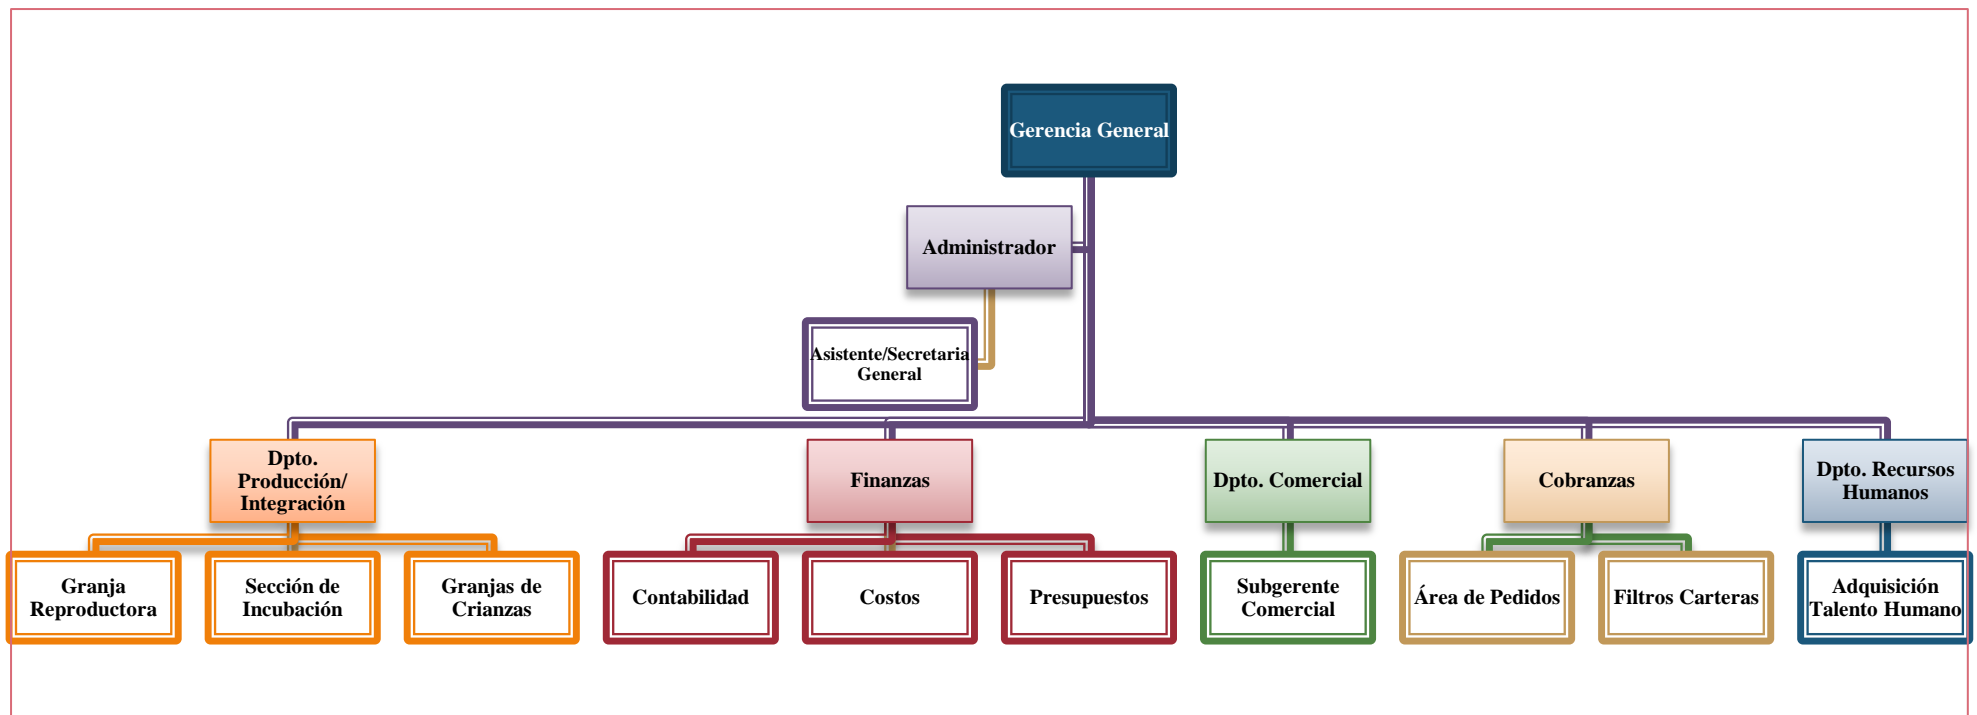 Gerencia General
Administrador
Asistente/Secretaria
General
Dpto.
Producción/
Integración
Finanzas
Dpto. Comercial
Cobranzas
Dpto. Recursos
Humanos
Granja
Reproductora
Sección de
Incubación
Granjas de
Crianzas
Contabilidad
Costos
Presupuestos
Subgerente
Comercial
Área de Pedidos
Filtros Carteras
Adquisición
Talento Humano